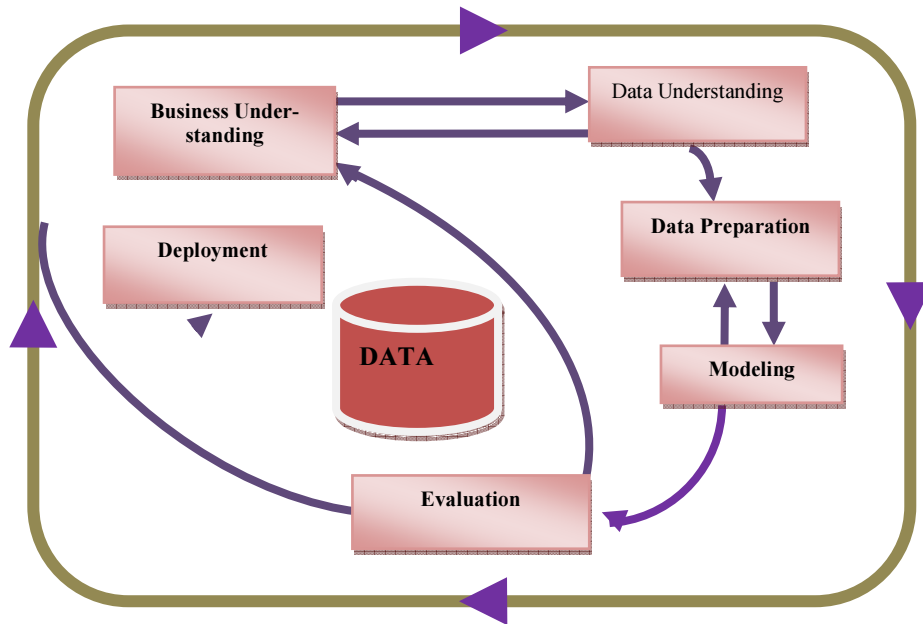 Business Under-
standing
Data Understanding
Data Preparation
Deployment
DATA
Modeling
Evaluation